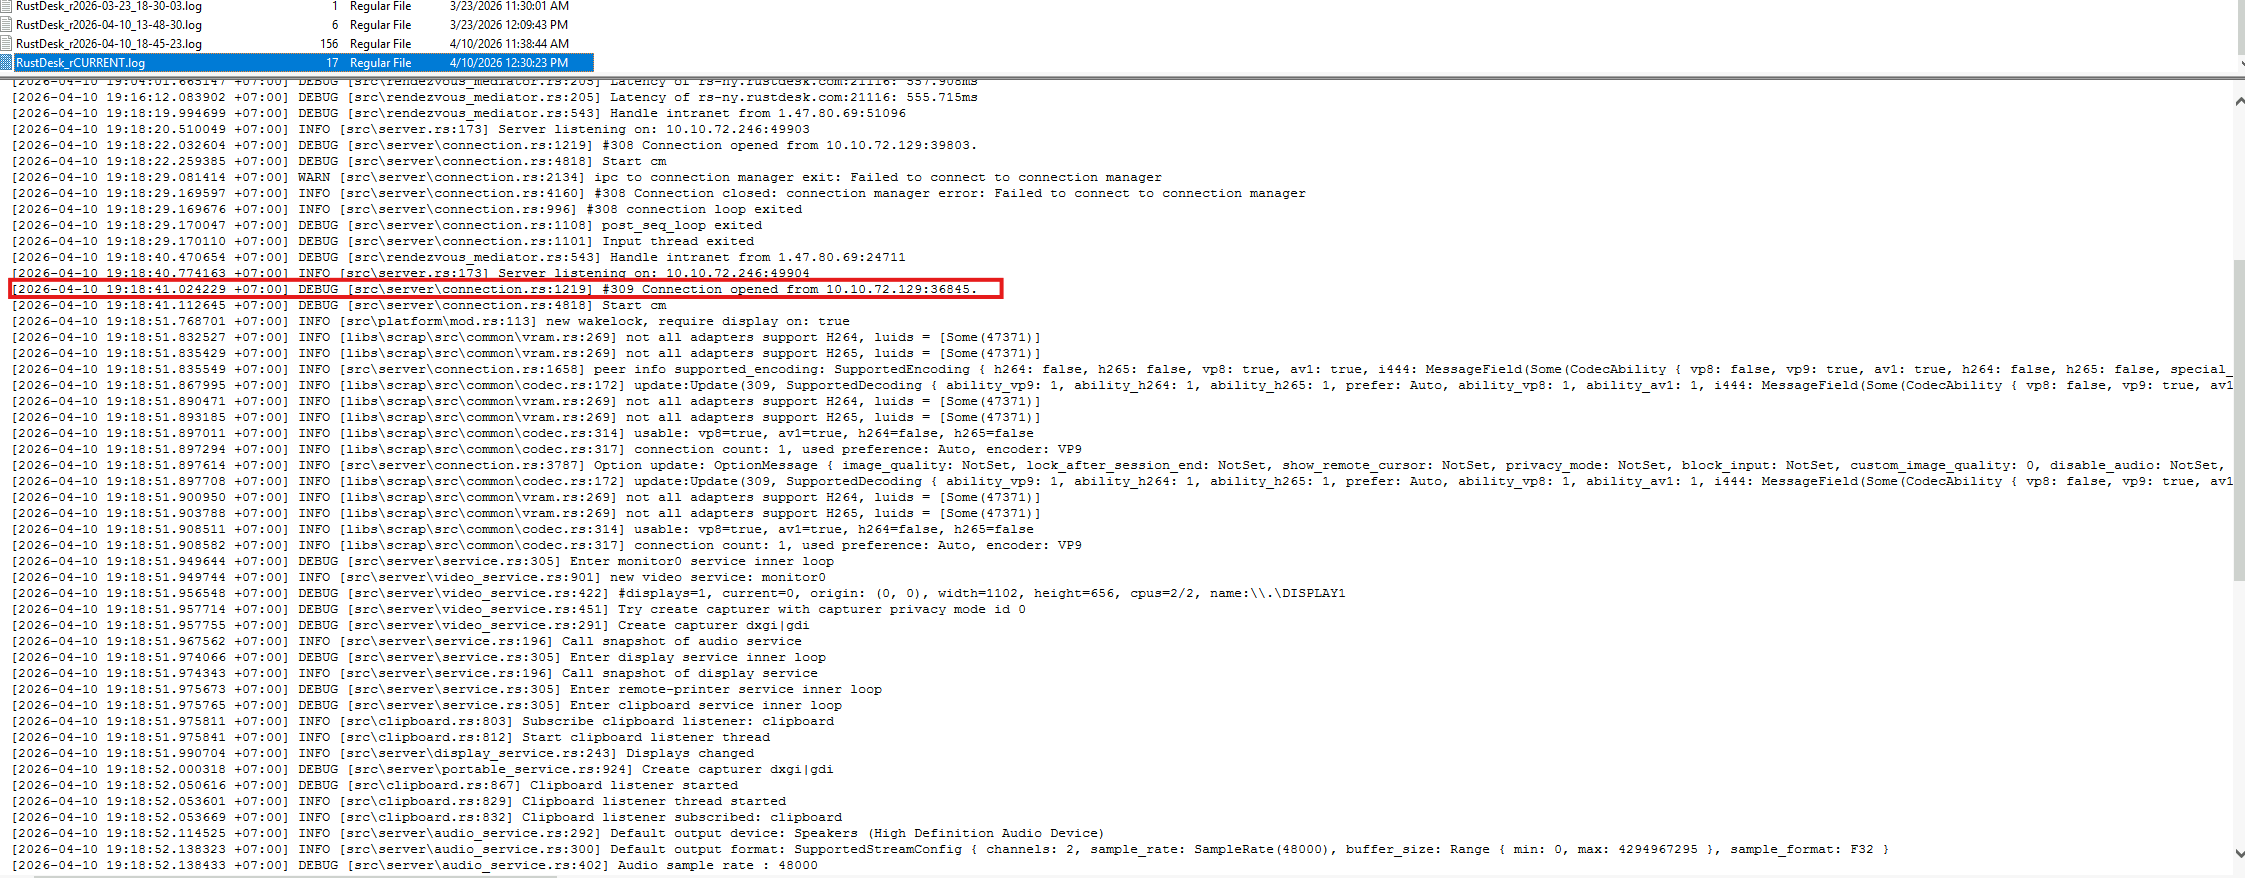 RustDesk_r2026-03-23_18-30-03.log 1 Regular File 3/23/2026 11:30:01 AM
RustDesk_r2026-04-10_13-48-30.log 6 Regular File 3/23/2026 12:09:43 PM
RustDesk_r2026-04-10_18-45-23.log 156 Regular File 4/10/2026 11:38:44 AM
RustDesk_rCURRENT.log 17 Regular File 4/10/2026 12:30:23 PM
[2026-04-10 19:04:01.665147 +07:00] DEBUG [src\rendezvous_mediator.rs:205] Latency of rs-ny.rustdesk.com:21116: 557.908ms
[2026-04-10 19:16:12.083902 +07:00] DEBUG [src\rendezvous_mediator.rs:205] Latency of rs-ny.rustdesk.com:21116: 555.715ms
[2026-04-10 19:18:19.994699 +07:00] DEBUG [src\rendezvous_mediator.rs:543] Handle intranet from 1.47.80.69:51096
[2026-04-10 19:18:20.510049 +07:00] INFO [src\server.rs:173] Server listening on: 10.10.72.246:49903
[2026-04-10 19:18:22.032604 +07:00] DEBUG [src\server\connection.rs:1219] #308 Connection opened from 10.10.72.129:39803.
[2026-04-10 19:18:22.259385 +07:00] DEBUG [src\server\connection.rs:4818] Start cm
[2026-04-10 19:18:29.081414 +07:00] WARN [src\server\connection.rs:2134] ipc to connection manager exit: Failed to connect to connection manager
[2026-04-10 19:18:29.169597 +07:00] INFO [src\server\connection.rs:4160] #308 Connection closed: connection manager error: Failed to connect to connection manager
[2026-04-10 19:18:29.169676 +07:00] INFO [src\server\connection.rs:996] #308 connection loop exited
[2026-04-10 19:18:29.170047 +07:00] DEBUG [src\server\connection.rs:1108] post_seq_loop exited
[2026-04-10 19:18:29.170110 +07:00] DEBUG [src\server\connection.rs:1101] Input thread exited
[2026-04-10 19:18:40.470654 +07:00] DEBUG [src\rendezvous_mediator.rs:543] Handle intranet from 1.47.80.69:24711
[2026-04-10 19:18:40.774163 +07:00] INFO [src\server.rs:173] Server listening on: 10.10.72.246:49904
[2026-04-10 19:18:41.024229 +07:00] DEBUG [src\server\connection.rs:1219] #309 Connection opened from 10.10.72.129:36845.
[2026-04-10 19:18:41.112645 +07:00] DEBUG [src\server\connection.rs:4818] Start cm
[2026-04-10 19:18:51.768701 +07:00] INFO [src\platform\mod.rs:113] new wakelock, require display on: true
[2026-04-10 19:18:51.832527 +07:00] INFO [libs\scrap\src\common\vram.rs:269] not all adapters support H264, luids = [Some(47371)]
[2026-04-10 19:18:51.835429 +07:00] INFO [libs\scrap\src\common\vram.rs:269] not all adapters support H265, luids = [Some(47371)]
[2026-04-10 19:18:51.835549 +07:00] INFO [src\server\connection.rs:1658] peer info supported_encoding: SupportedEncoding { h264: false, h265: false, vp8: true, av1: true, i444: MessageField(Some(CodecAbility { vp8: false, vp9: true, av1: true, h264: false, h265: false, special_
[2026-04-10 19:18:51.867995 +07:00] INFO [libs\scrap\src\common\codec.rs:172] update:Update(309, SupportedDecoding { ability_vp9: 1, ability_h264: 1, ability_h265: 1, prefer: Auto, ability_vp8: 1, ability_av1: 1, i444: MessageField(Some(CodecAbility { vp8: false, vp9: true, av1
[2026-04-10 19:18:51.890471 +07:00] INFO [libs\scrap\src\common\vram.rs:269] not all adapters support H264, luids = [Some(47371)]
[2026-04-10 19:18:51.893185 +07:00] INFO [libs\scrap\src\common\vram.rs:269] not all adapters support H265, luids = [Some(47371)]
[2026-04-10 19:18:51.897011 +07:00] INFO [libs\scrap\src\common\codec.rs:314] usable: vp8=true, av1=true, h264=false, h265=false
[2026-04-10 19:18:51.897294 +07:00] INFO [libs\scrap\src\common\codec.rs:317] connection count: 1, used preference: Auto, encoder: VP9
[2026-04-10 19:18:51.897614 +07:00] INFO [src\server\connection.rs:3787] Option update: OptionMessage { image_quality: NotSet, lock_after_session_end: NotSet, show_remote_cursor: NotSet, privacy_mode: NotSet, block_input: NotSet, custom_image_quality: 0, disable_audio: NotSet,
[2026-04-10 19:18:51.897708 +07:00] INFO [libs\scrap\src\common\codec.rs:172] update:Update(309, SupportedDecoding { ability_vp9: 1, ability_h264: 1, ability_h265: 1, prefer: Auto, ability_vp8: 1, ability_av1: 1, i444: MessageField(Some(CodecAbility { vp8: false, vp9: true, av1
[2026-04-10 19:18:51.900950 +07:00] INFO [libs\scrap\src\common\vram.rs:269] not all adapters support H264, luids = [Some(47371)]
[2026-04-10 19:18:51.903788 +07:00] INFO [libs\scrap\src\common\vram.rs:269] not all adapters support H265, luids = [Some(47371)]
[2026-04-10 19:18:51.908511 +07:00] INFO [libs\scrap\src\common\codec.rs:314] usable: vp8=true, av1=true, h264=false, h265=false
[2026-04-10 19:18:51.908582 +07:00] INFO [libs\scrap\src\common\codec.rs:317] connection count: 1, used preference: Auto, encoder: VP9
[2026-04-10 19:18:51.949644 +07:00] DEBUG [src\server\service.rs:305] Enter monitor0 service inner loop
[2026-04-10 19:18:51.949744 +07:00] INFO [src\server\video_service.rs:901] new video service: monitor0
[2026-04-10 19:18:51.956548 +07:00] DEBUG [src\server\video_service.rs:422] #displays=1, current=0, origin: (0, 0), width=1102, height=656, cpus=2/2, name:\\.\DISPLAY1
[2026-04-10 19:18:51.957714 +07:00] DEBUG [src\server\video_service.rs:451] Try create capturer with capturer privacy mode id 0
[2026-04-10 19:18:51.957755 +07:00] DEBUG [src\server\video_service.rs:291] Create capturer dxgi|gdi
[2026-04-10 19:18:51.967562 +07:00] INFO [src\server\service.rs:196] Call snapshot of audio service
[2026-04-10 19:18:51.974066 +07:00] DEBUG [src\server\service.rs:305] Enter display service inner loop
[2026-04-10 19:18:51.974343 +07:00] INFO [src\server\service.rs:196] Call snapshot of display service
[2026-04-10 19:18:51.975673 +07:00] DEBUG [src\server\service.rs:305] Enter remote-printer service inner loop
[2026-04-10 19:18:51.975765 +07:00] DEBUG [src\server\service.rs:305] Enter clipboard service inner loop
[2026-04-10 19:18:51.975811 +07:00] INFO [src\clipboard.rs:803] Subscribe clipboard listener: clipboard
[2026-04-10 19:18:51.975841 +07:00] INFO [src\clipboard.rs:812] Start clipboard listener thread
[2026-04-10 19:18:51.990704 +07:00] INFO [src\server\display_service.rs:243] Displays changed
[2026-04-10 19:18:52.000318 +07:00] DEBUG [src\server\portable_service.rs:924] Create capturer dxgi|gdi
[2026-04-10 19:18:52.050616 +07:00] DEBUG [src\clipboard.rs:867] Clipboard listener started
[2026-04-10 19:18:52.053601 +07:00] INFO [src\clipboard.rs:829] Clipboard listener thread started
[2026-04-10 19:18:52.053669 +07:00] INFO [src\clipboard.rs:832] Clipboard listener subscribed: clipboard
[2026-04-10 19:18:52.114525 +07:00] INFO [src\server\audio_service.rs:292] Default output device: Speakers (High Definition Audio Device)
[2026-04-10 19:18:52.138323 +07:00] INFO [src\server\audio_service.rs:300] Default output format: SupportedStreamConfig { channels: 2, sample_rate: SampleRate(48000), buffer_size: Range { min: 0, max: 4294967295 }, sample_format: F32 }
[2026-04-10 19:18:52.138433 +07:00] DEBUG [src\server\audio_service.rs:402] Audio sample rate : 48000